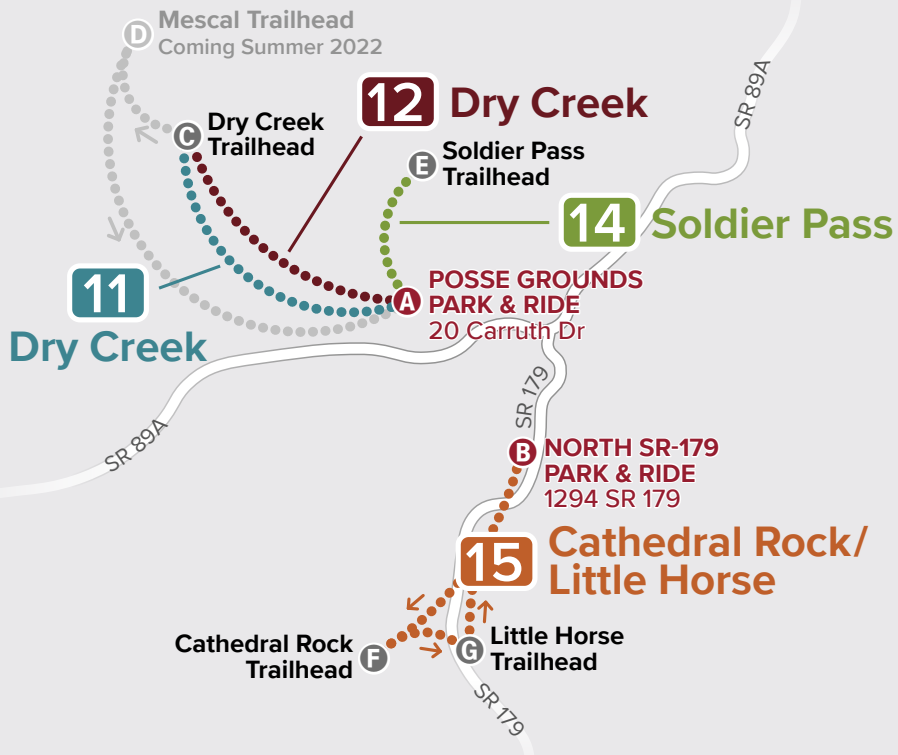 D
Mescal Trailhead
Coming Summer 2022
SR 89A
12 Dry Creek
C
Dry Creek
Trailhead
E
Soldier Pass
Trailhead
14 Soldier Pass
11
Dry Creek
A
POSSE GROUNDS
PARK & RIDE
20 Carruth Dr
SR 179
SR 89A
B
NORTH SR-179
PARK & RIDE
1294 SR 179
15
Cathedral Rock/
Little Horse
Cathedral Rock
Trailhead
F
G
Little Horse
Trailhead
SR 179